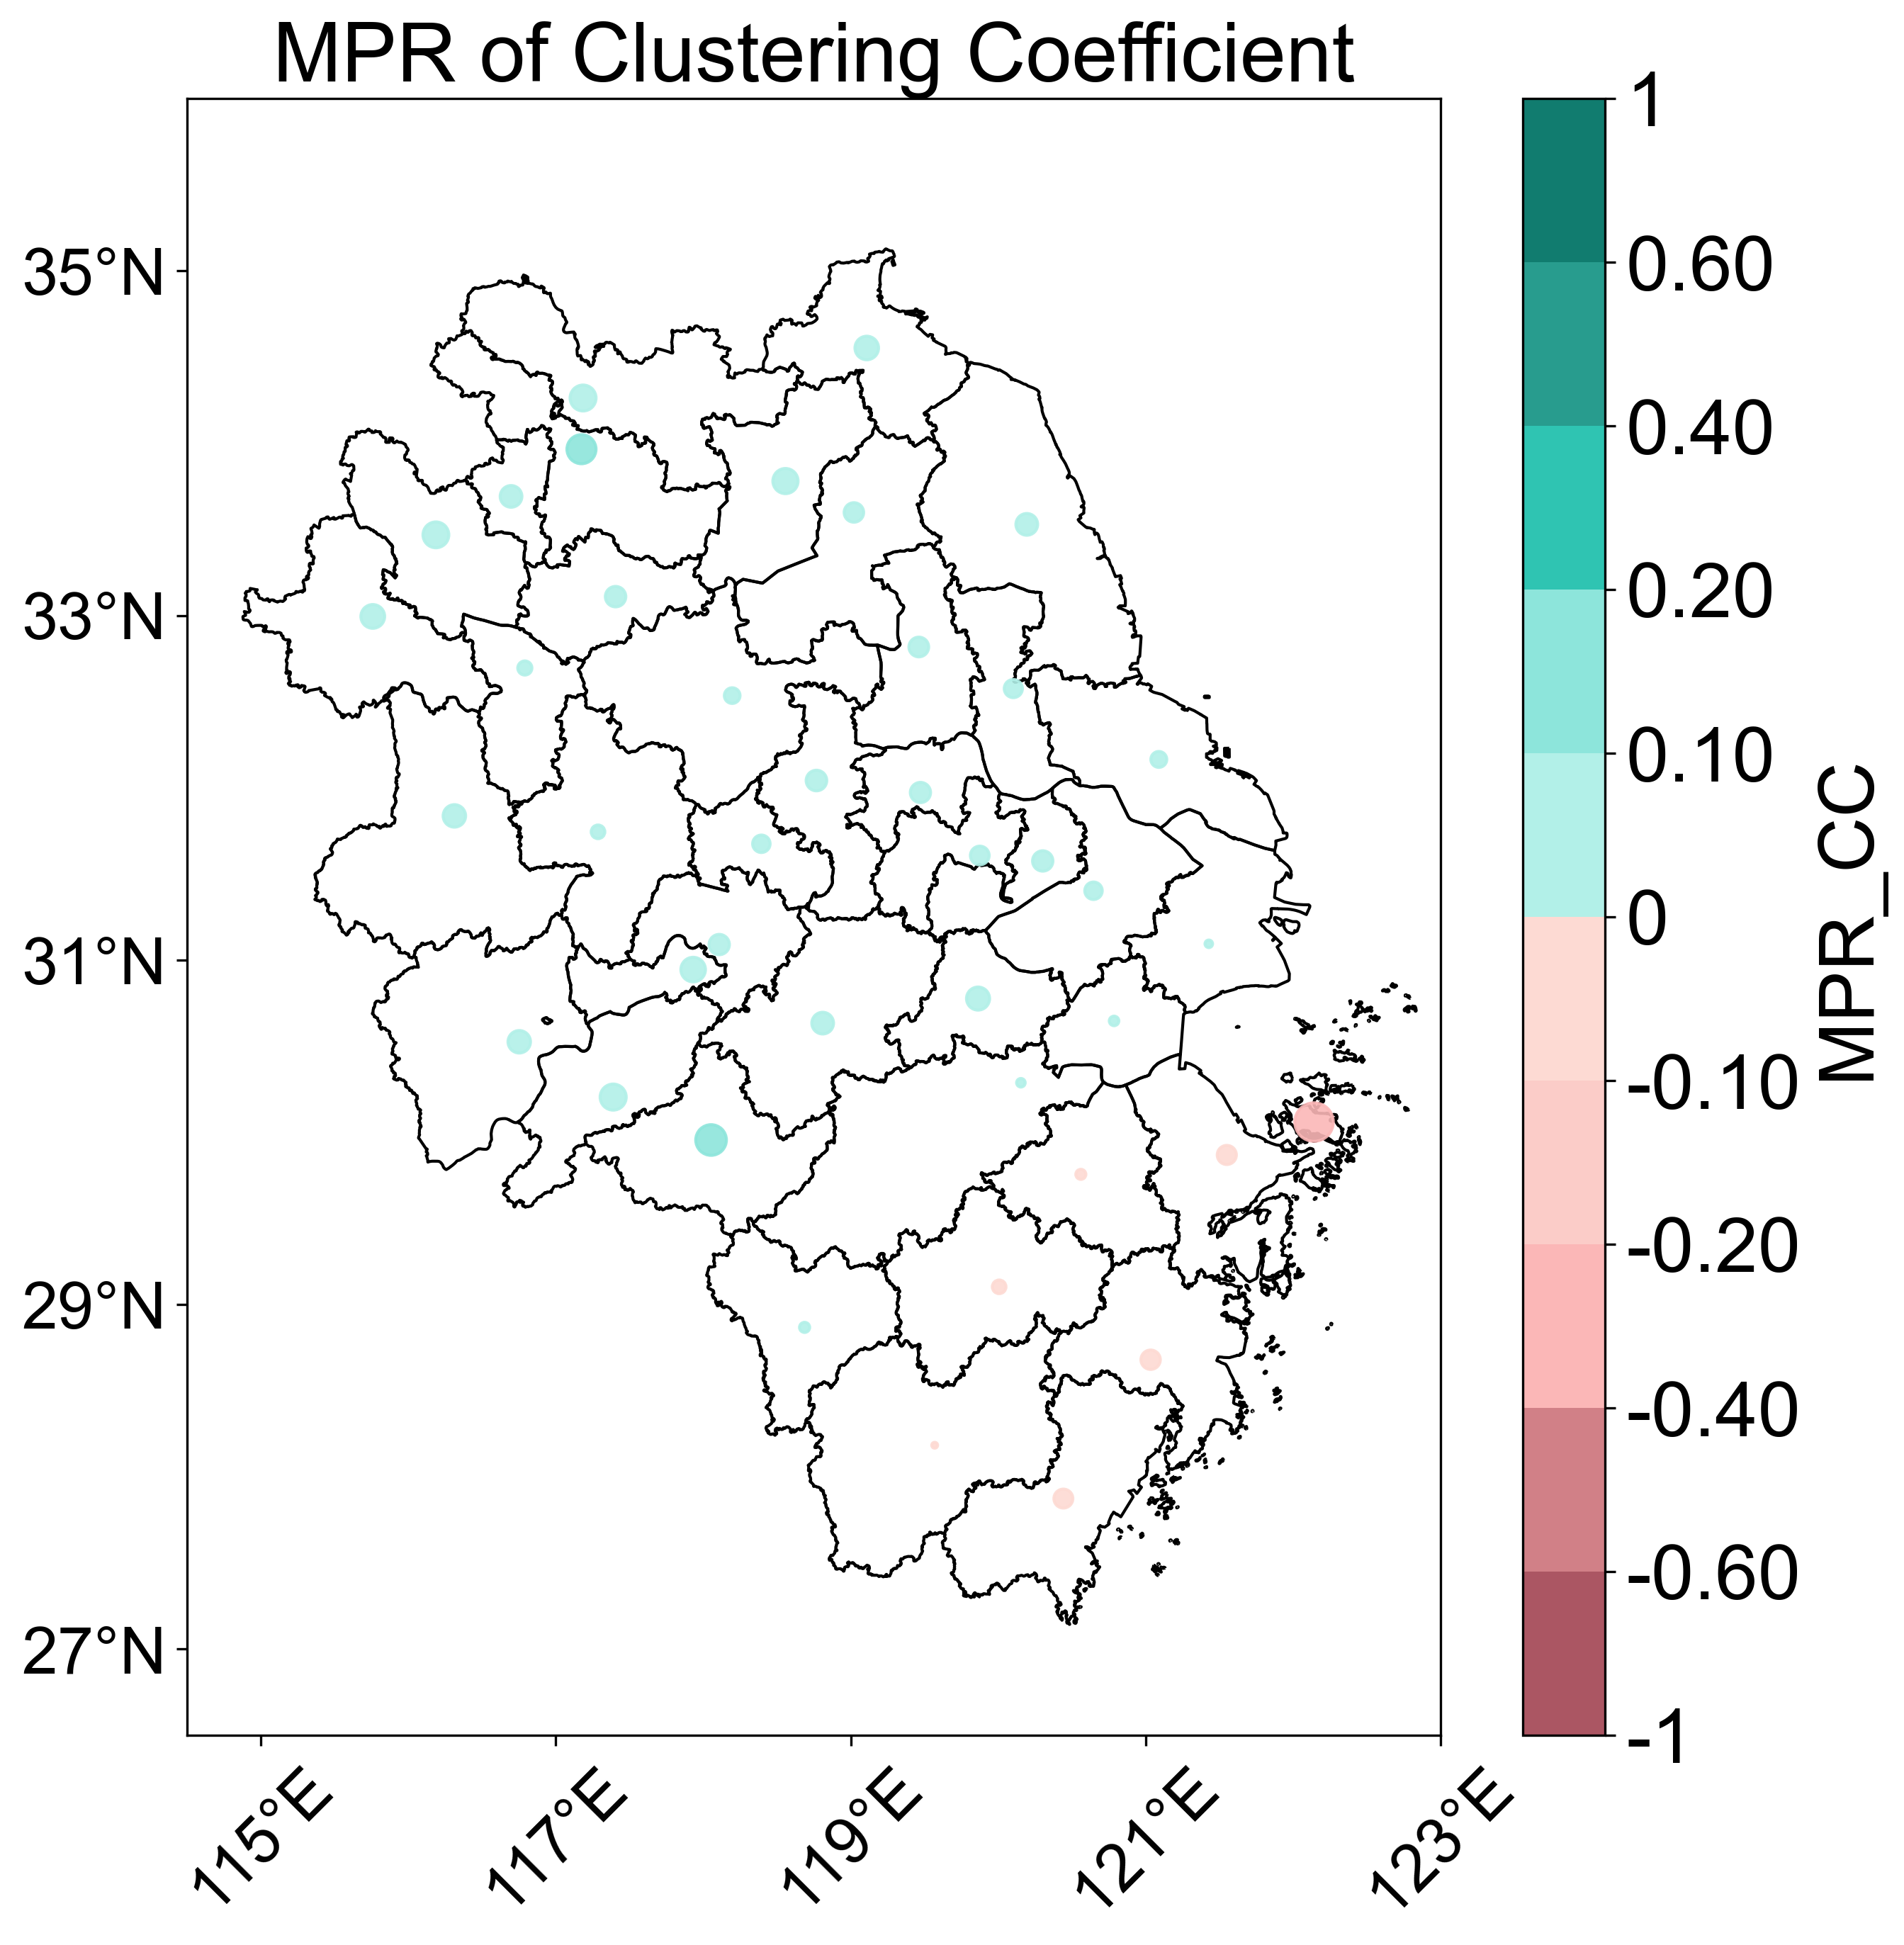 MPR of Clustering Coefficient
35°N
33°N
31°N
29°N
27°N
115°E
117°E
119°E
121°E
123°E
1
0.60
0.40
0.20
0.10
0
-0.10
-0.20
-0.40
-0.60
-1
MPR_CC